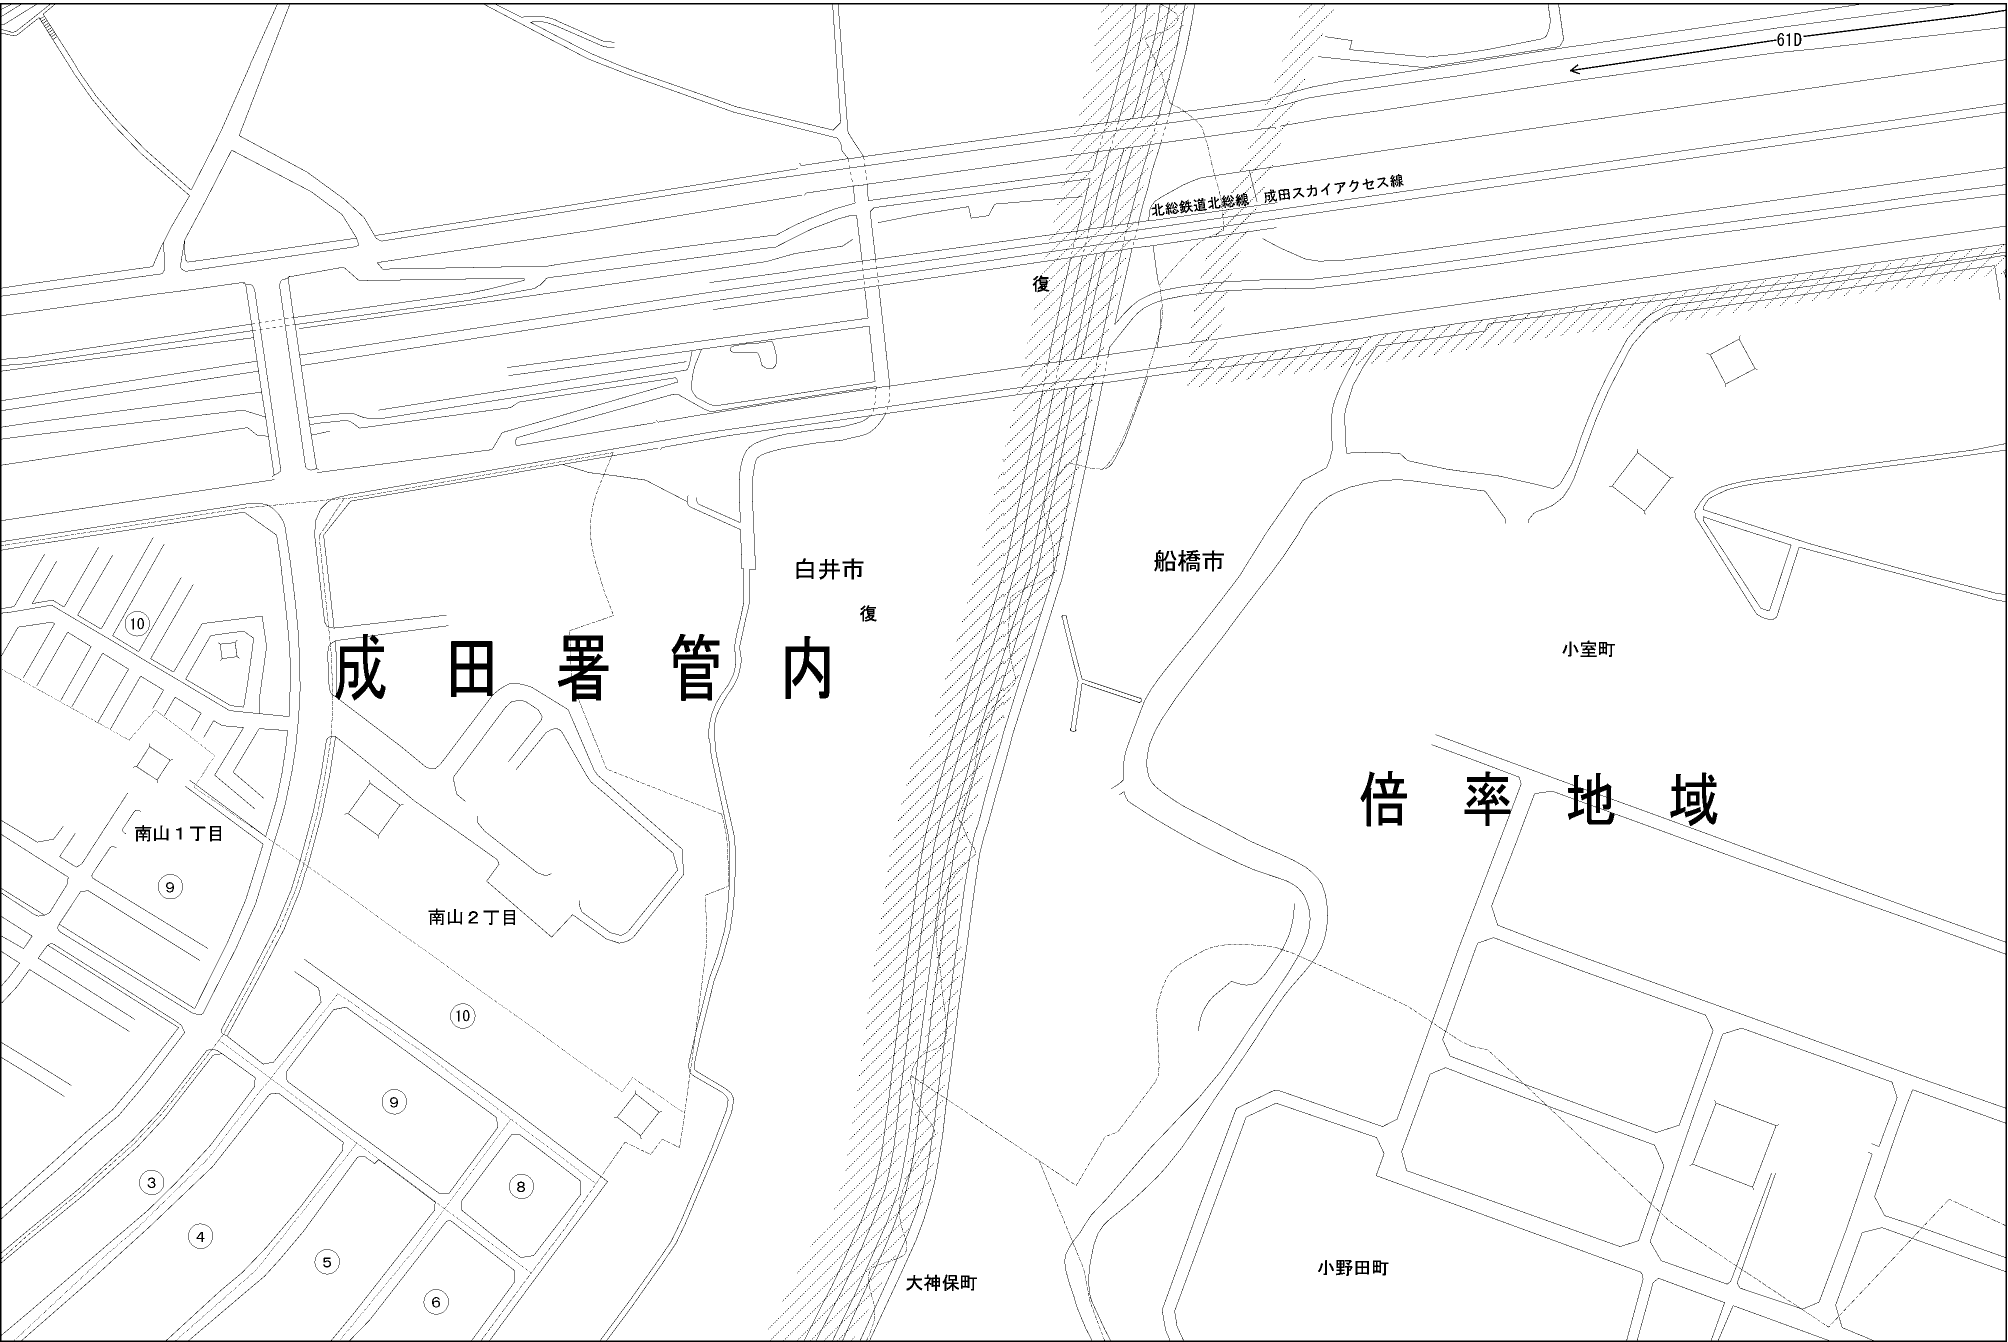 61D
北総鉄道北総線　成田スカイアクセス線
復
白井市
船橋市
復
⑩
成田署管内
小室町
倍率地域
南山１丁目
⑨
南山２丁目
⑩
⑨
③
⑧
④
⑤
小野田町
大神保町
⑥